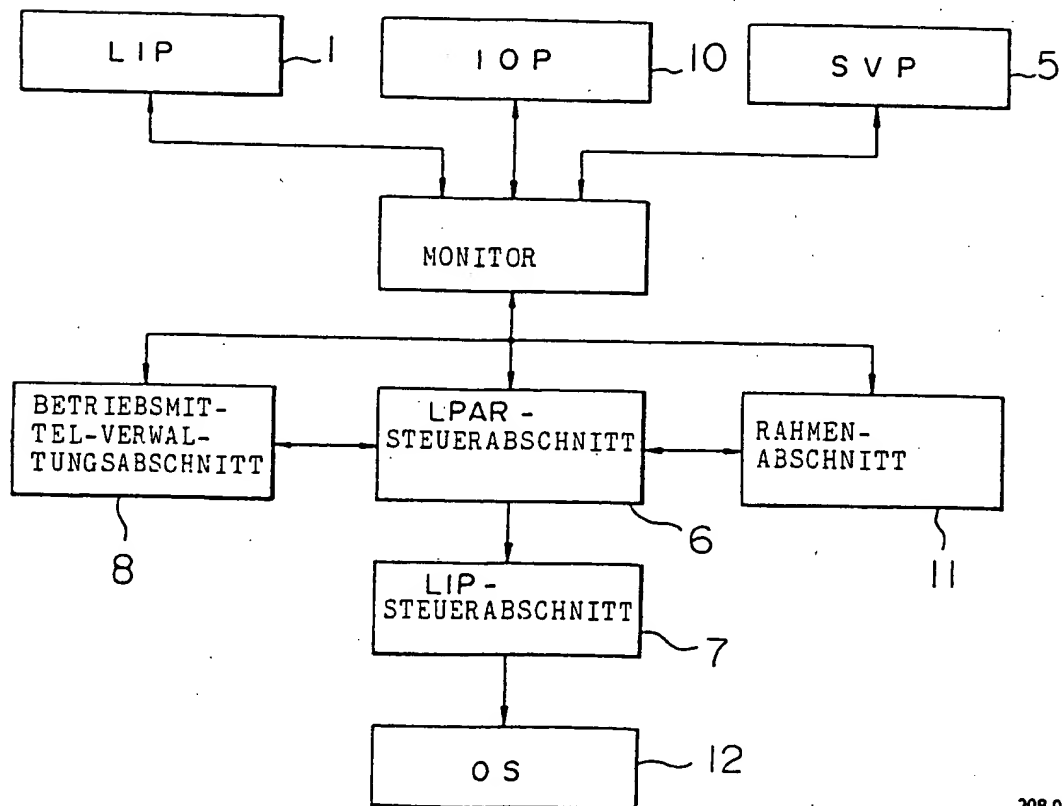 LIP
1
IOP
10
SVP
5
MONITOR
BETRIEBSMIT-
TEL-VERWAL-
TUNGSABSCHNITT
8
LPAR-
STEUERABSCHNITT
6
RAHMEN-
ABSCHNITT
11
LIP-
STEUERABSCHNITT
7
OS
12